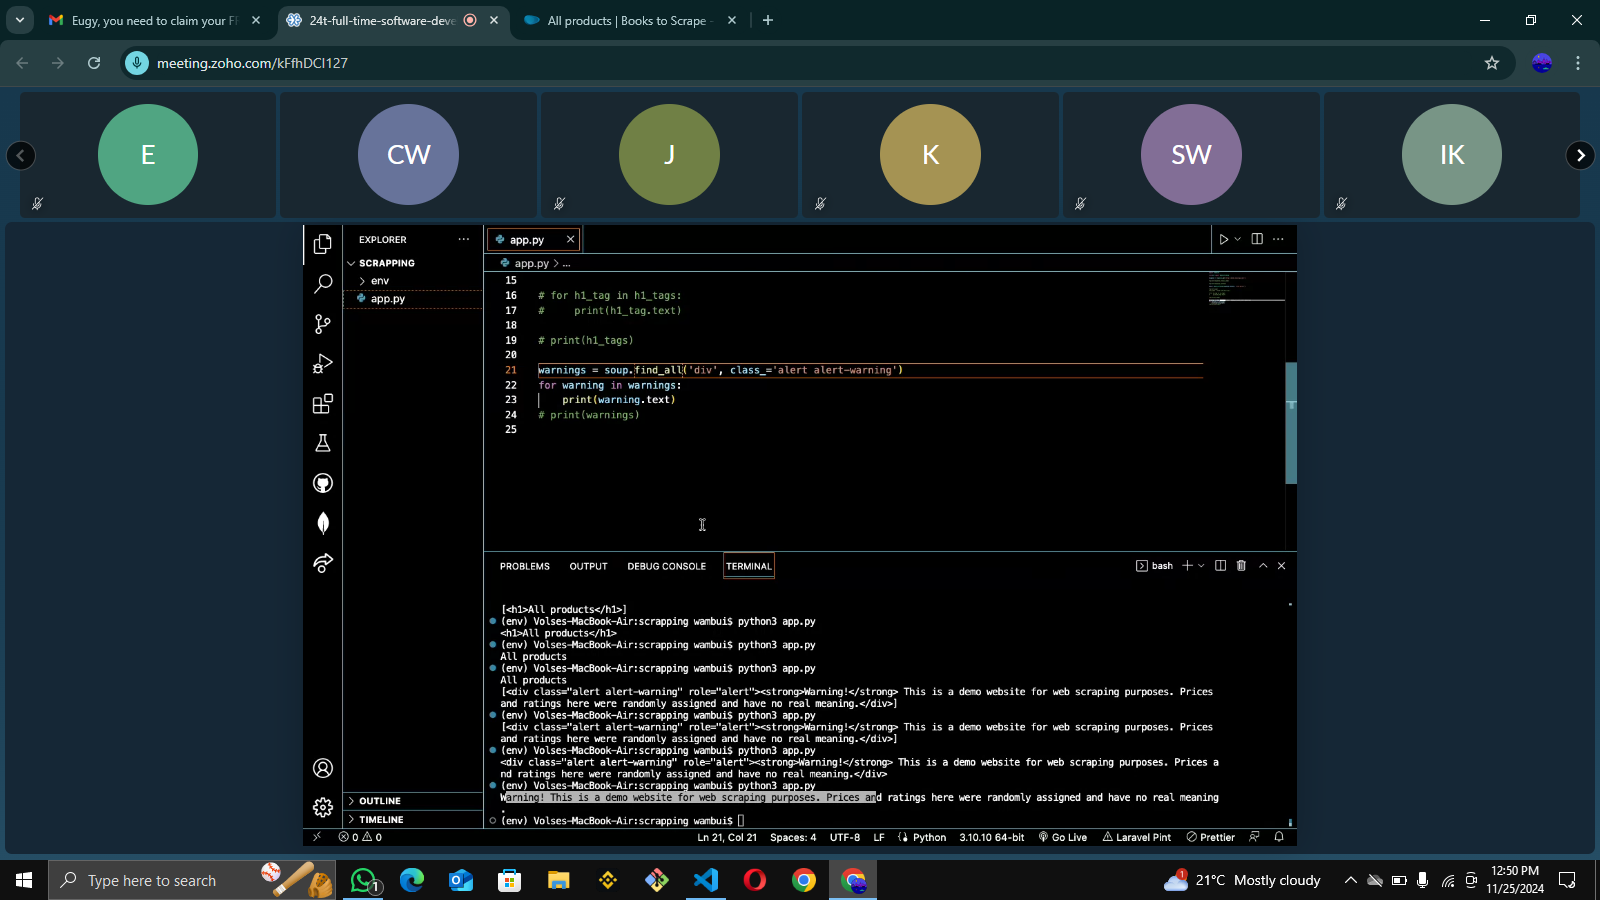 Eugy, you need to claim your F
24t-full-time-software-deve
All products | Books to Scrape -
meeting.zoho.com/kFfhDCI127
E
CW
J
K
SW
IK
EXPLORER
SCRAPPING
env
app.py
app.py
app.py > ...
15
16 # for h1_tag in h1_tags:
17 #     print(h1_tag.text)
18
19 # print(h1_tags)
20
21 warnings = soup.find_all('div', class_='alert alert-warning')
22 for warning in warnings:
23     print(warning.text)
24 # print(warnings)
25
PROBLEMS OUTPUT DEBUG CONSOLE TERMINAL
bash
[<h1>All products</h1>]
(env) Volses-MacBook-Air:scrapping wambui$ python3 app.py
<h1>All products</h1>
(env) Volses-MacBook-Air:scrapping wambui$ python3 app.py
All products
(env) Volses-MacBook-Air:scrapping wambui$ python3 app.py
All products
[<div class="alert alert-warning" role="alert"><strong>Warning!</strong> This is a demo website for web scraping purposes. Prices
and ratings here were randomly assigned and have no real meaning.</div>]
(env) Volses-MacBook-Air:scrapping wambui$ python3 app.py
[<div class="alert alert-warning" role="alert"><strong>Warning!</strong> This is a demo website for web scraping purposes. Prices
and ratings here were randomly assigned and have no real meaning.</div>]
(env) Volses-MacBook-Air:scrapping wambui$ python3 app.py
<div class="alert alert-warning" role="alert"><strong>Warning!</strong> This is a demo website for web scraping purposes. Prices a
nd ratings here were randomly assigned and have no real meaning.</div>
(env) Volses-MacBook-Air:scrapping wambui$ python3 app.py
Warning! This is a demo website for web scraping purposes. Prices and ratings here were randomly assigned and have no real meaning
.
(env) Volses-MacBook-Air:scrapping wambui$
OUTLINE
TIMELINE
0 0 Ln 21, Col 21 Spaces: 4 UTF-8 LF Python 3.10.10 64-bit Go Live Laravel Pint Prettier
Type here to search
1
1
21°C Mostly cloudy
12:50 PM
11/25/2024